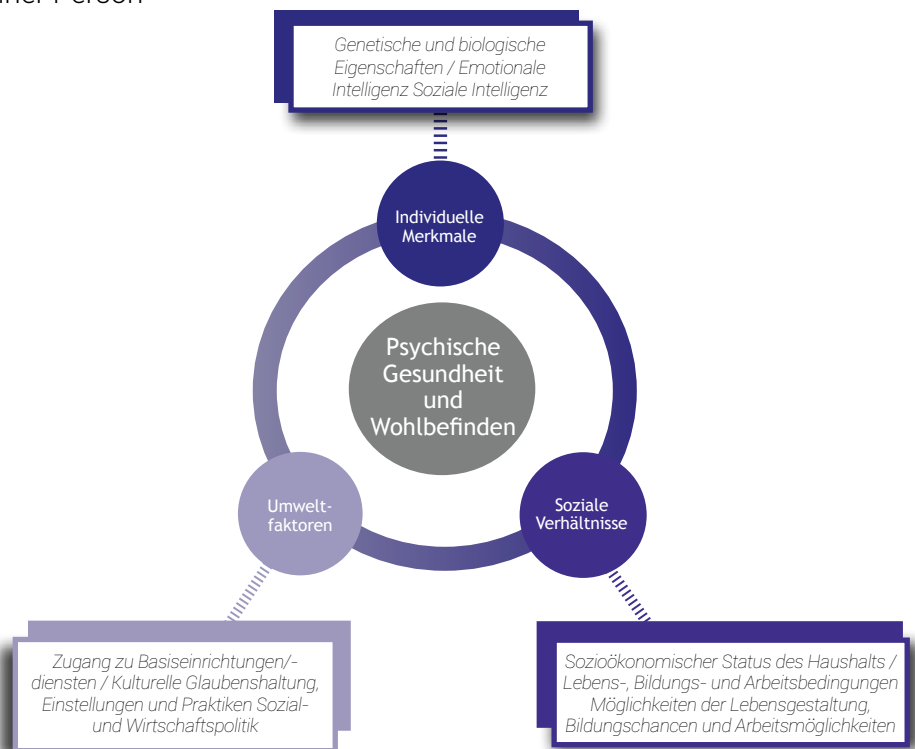 Genetische und biologische
Eigenschaften / Emotionale
Intelligenz Soziale Intelligenz
Individuelle
Merkmale
Psychische
Gesundheit
und
Wohlbefinden
Umwelt-
faktoren
Soziale
Verhältnisse
Zugang zu Basiseinrichtungen/-
diensten / Kulturelle Glaubenshaltung,
Einstellungen und Praktiken Sozial-
und Wirtschaftspolitik
Sozioökonomischer Status des Haushalts /
Lebens-, Bildungs- und Arbeitsbedingungen
Möglichkeiten der Lebensgestaltung,
Bildungschancen und Arbeitsmöglichkeiten